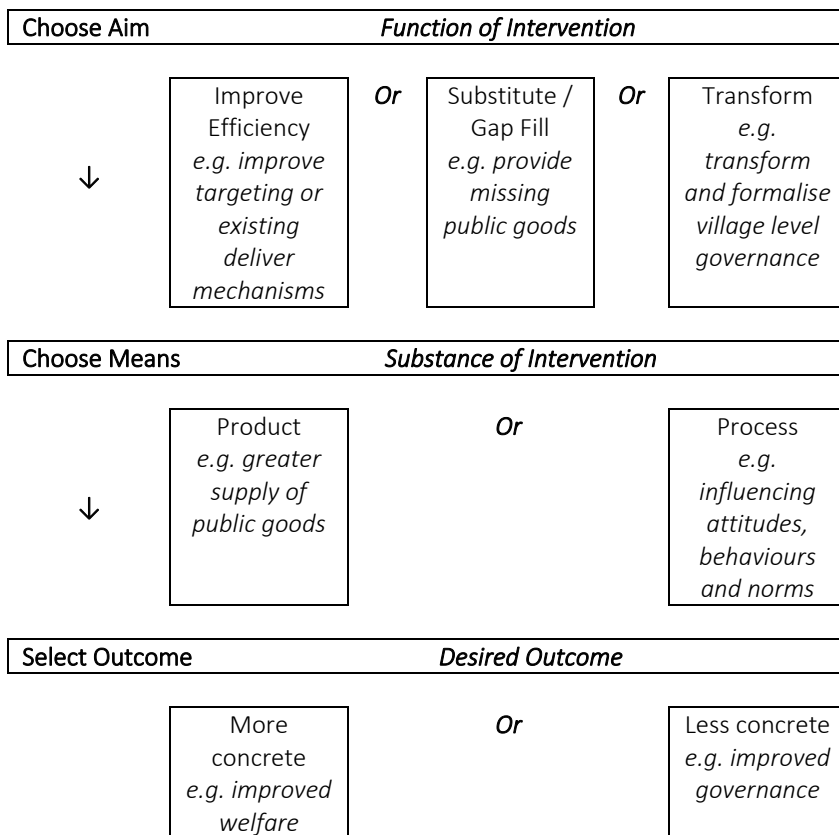 Choose Aim Function of Intervention
Improve
Efficiency
e.g. improve
targeting or
existing
deliver
mechanisms
Or
Substitute /
Gap Fill
e.g. provide
missing
public goods
Or
Transform
e.g.
transform
and formalise
village level
governance
↓
Choose Means Substance of Intervention
Product
e.g. greater
supply of
public goods
Or
Process
e.g.
influencing
attitudes,
behaviours
and norms
↓
Select Outcome Desired Outcome
More
concrete
e.g. improved
welfare
Or
Less concrete
e.g. improved
governance